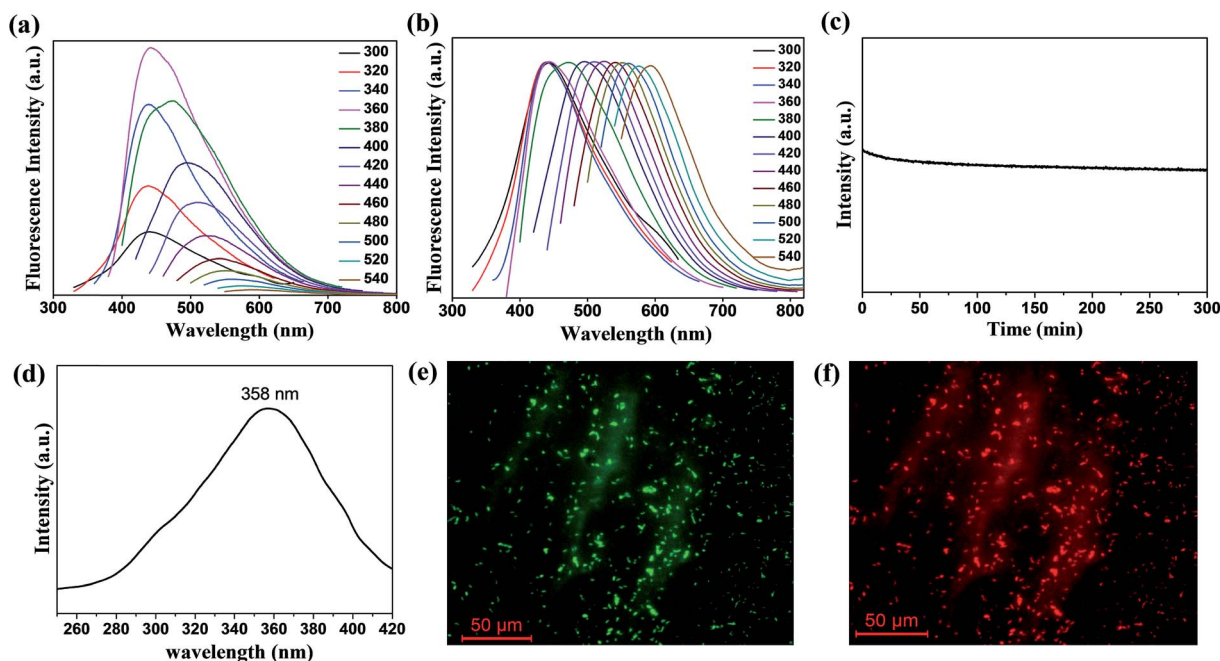 (a)
Fluorescence Intensity (a.u.)
300
320
340
360
380
400
420
440
460
480
500
520
540
300 400 500 600 700 800
Wavelength (nm)
(b)
Fluorescence Intensity (a.u.)
300
320
340
360
380
400
420
440
460
480
500
520
540
300 400 500 600 700 800
Wavelength (nm)
(c)
Intensity (a.u.)
0 50 100 150 200 250 300
Time (min)
(d)
358 nm
Intensity (a.u.)
260 280 300 320 340 360 380 400 420
wavelength (nm)
(e)
50 µm
(f)
50 µm